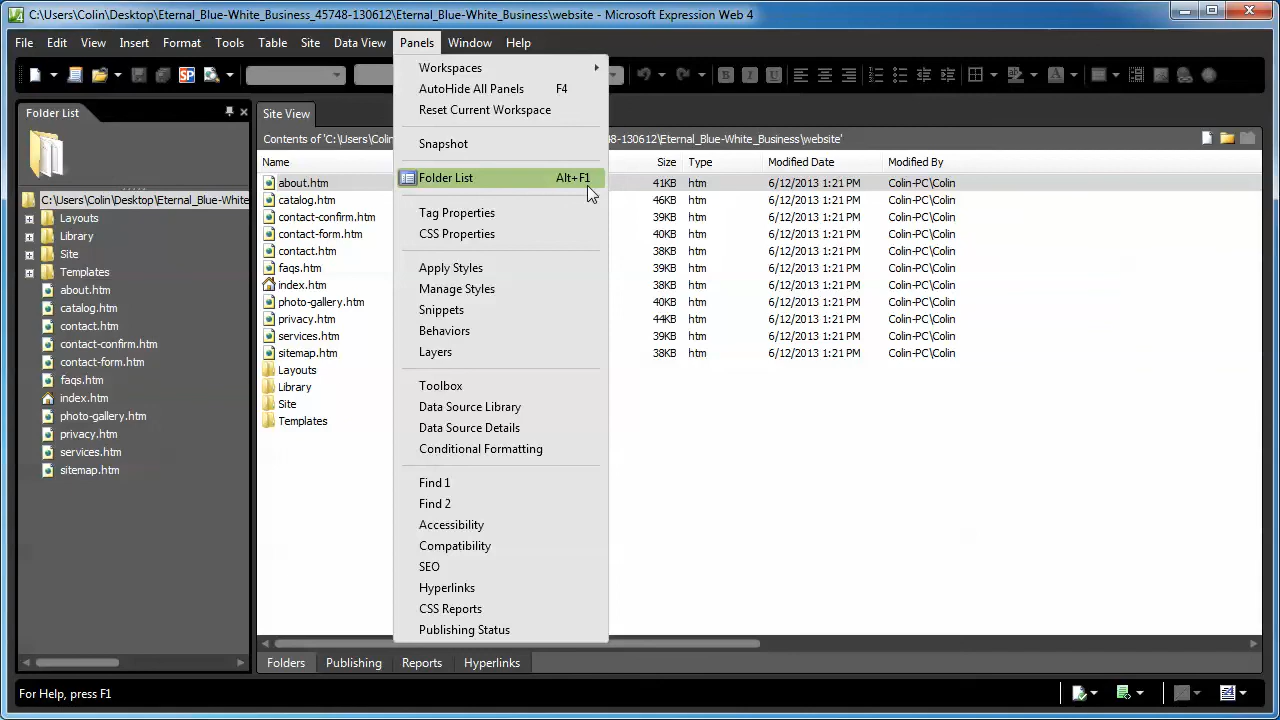 C:\Users\Colin\Desktop\Eternal_Blue-White_Business_45748-130612\Eternal_Blue-White_Business\website - Microsoft Expression Web 4
File Edit View Insert Format Tools Table Site Data View Panels Window Help
Folder List
C:\Users\Colin\Desktop\Eternal_Blue-White
Layouts
Library
Site
Templates
about.htm
catalog.htm
contact.htm
contact-confirm.htm
contact-form.htm
faqs.htm
index.htm
photo-gallery.htm
privacy.htm
services.htm
sitemap.htm
Workspaces
AutoHide All Panels F4
Reset Current Workspace
Snapshot
Folder List Alt+F1
Tag Properties
CSS Properties
Apply Styles
Manage Styles
Snippets
Behaviors
Layers
Toolbox
Data Source Library
Data Source Details
Conditional Formatting
Find 1
Find 2
Accessibility
Compatibility
SEO
Hyperlinks
CSS Reports
Publishing Status
Site View
Contents of 'C:\Users\Colin 8-130612\Eternal_Blue-White_Business\website'
Name Size Type Modified Date Modified By
about.htm 41KB htm 6/12/2013 1:21 PM Colin-PC\Colin
catalog.htm 46KB htm 6/12/2013 1:21 PM Colin-PC\Colin
contact-confirm.htm 39KB htm 6/12/2013 1:21 PM Colin-PC\Colin
contact-form.htm 40KB htm 6/12/2013 1:21 PM Colin-PC\Colin
contact.htm 38KB htm 6/12/2013 1:21 PM Colin-PC\Colin
faqs.htm 39KB htm 6/12/2013 1:21 PM Colin-PC\Colin
index.htm 38KB htm 6/12/2013 1:21 PM Colin-PC\Colin
photo-gallery.htm 40KB htm 6/12/2013 1:21 PM Colin-PC\Colin
privacy.htm 44KB htm 6/12/2013 1:21 PM Colin-PC\Colin
services.htm 39KB htm 6/12/2013 1:21 PM Colin-PC\Colin
sitemap.htm 38KB htm 6/12/2013 1:21 PM Colin-PC\Colin
Layouts
Library
Site
Templates
Folders Publishing Reports Hyperlinks
For Help, press F1